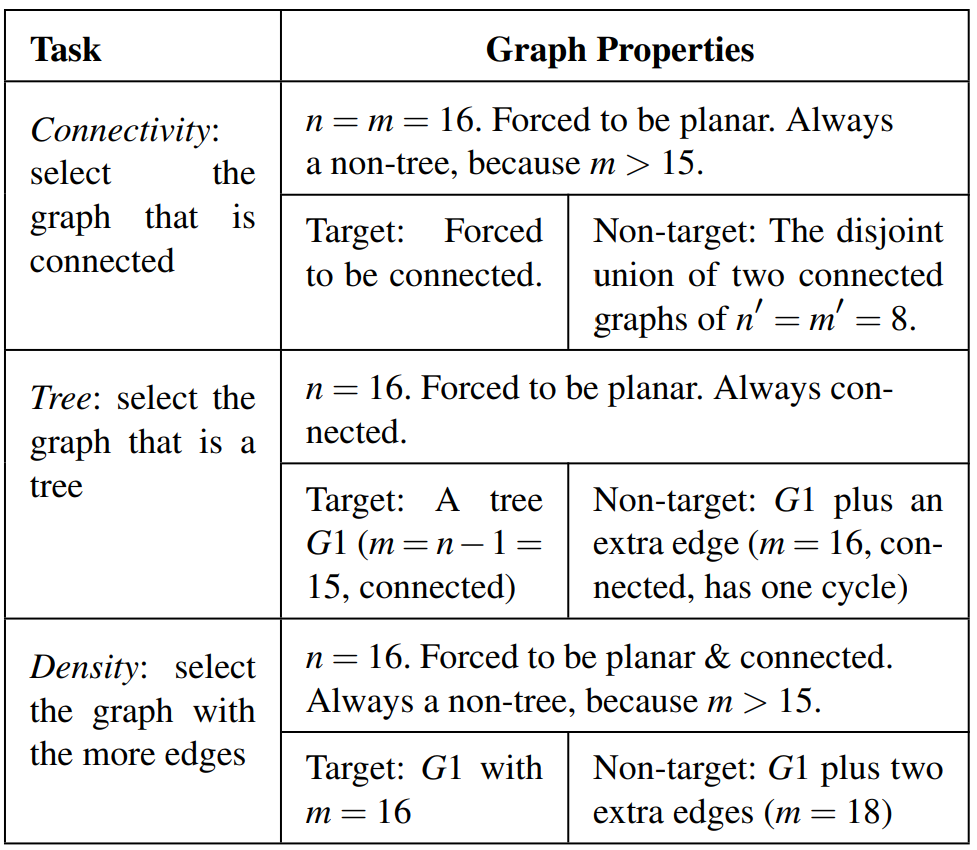 Task
Graph Properties
Connectivity:
select the
graph that is
connected
n = m = 16. Forced to be planar. Always
a non-tree, because m > 15.
Target: Forced
to be connected.
Non-target: The disjoint
union of two connected
graphs of n′ = m′ = 8.
Tree: select the
graph that is a
tree
n = 16. Forced to be planar. Always con-
nected.
Target: A tree
G1 (m = n − 1 =
15, connected)
Non-target: G1 plus an
extra edge (m = 16, con-
nected, has one cycle)
Density: select
the graph with
the more edges
n = 16. Forced to be planar & connected.
Always a non-tree, because m > 15.
Target: G1 with
m = 16
Non-target: G1 plus two
extra edges (m = 18)